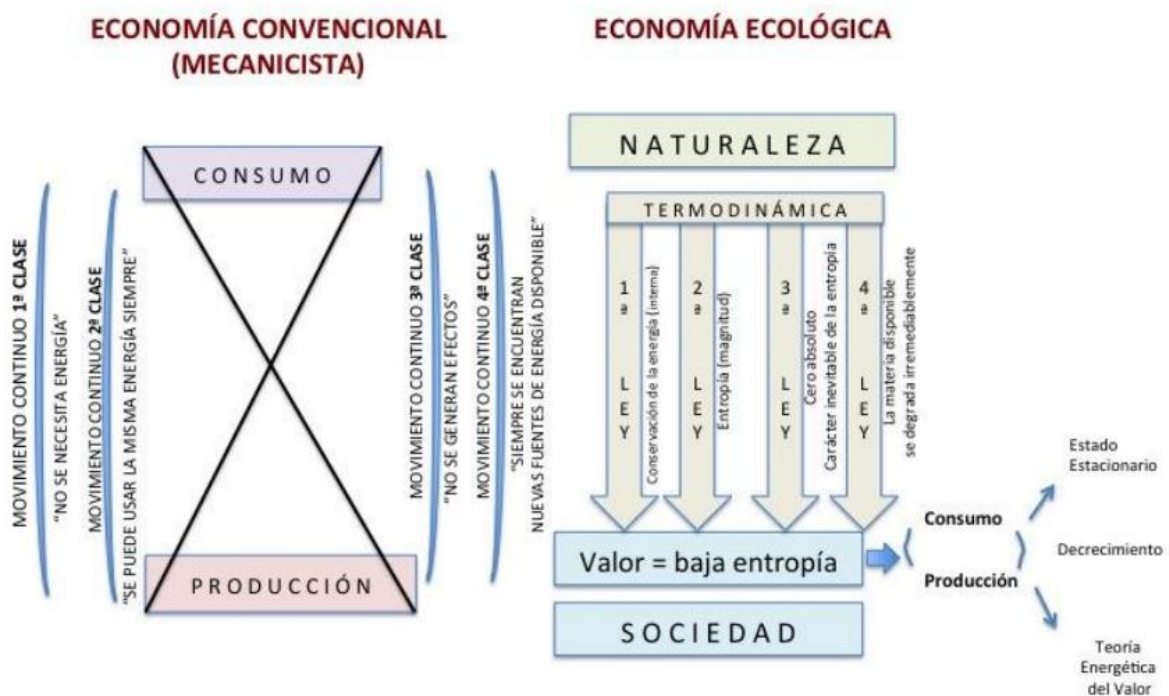 ECONOMÍA CONVENCIONAL
(MECANICISTA)
CONSUMO
PRODUCCIÓN
MOVIMIENTO CONTINUO 1ª CLASE
"NO SE NECESITA ENERGÍA"
MOVIMIENTO CONTINUO 2ª CLASE
"SE PUEDE USAR LA MISMA ENERGÍA SIEMPRE"
MOVIMIENTO CONTINUO 3ª CLASE
"NO SE GENERAN EFECTOS"
MOVIMIENTO CONTINUO 4ª CLASE
"SIEMPRE SE ENCUENTRAN
NUEVAS FUENTES DE ENERGÍA DISPONIBLE"
ECONOMÍA ECOLÓGICA
NATURALEZA
TERMODINÁMICA
1ª LEY
Conservación de la energía (interna)
2ª LEY
Entropía (magnitud)
3ª LEY
Cero absoluto
Carácter inevitable de la entropía
4ª LEY
La materia disponible
se degrada irremediablemente
Valor = baja entropía
SOCIEDAD
Consumo
Producción
Estado
Estacionario
Decrecimiento
Teoría
Energética
del Valor